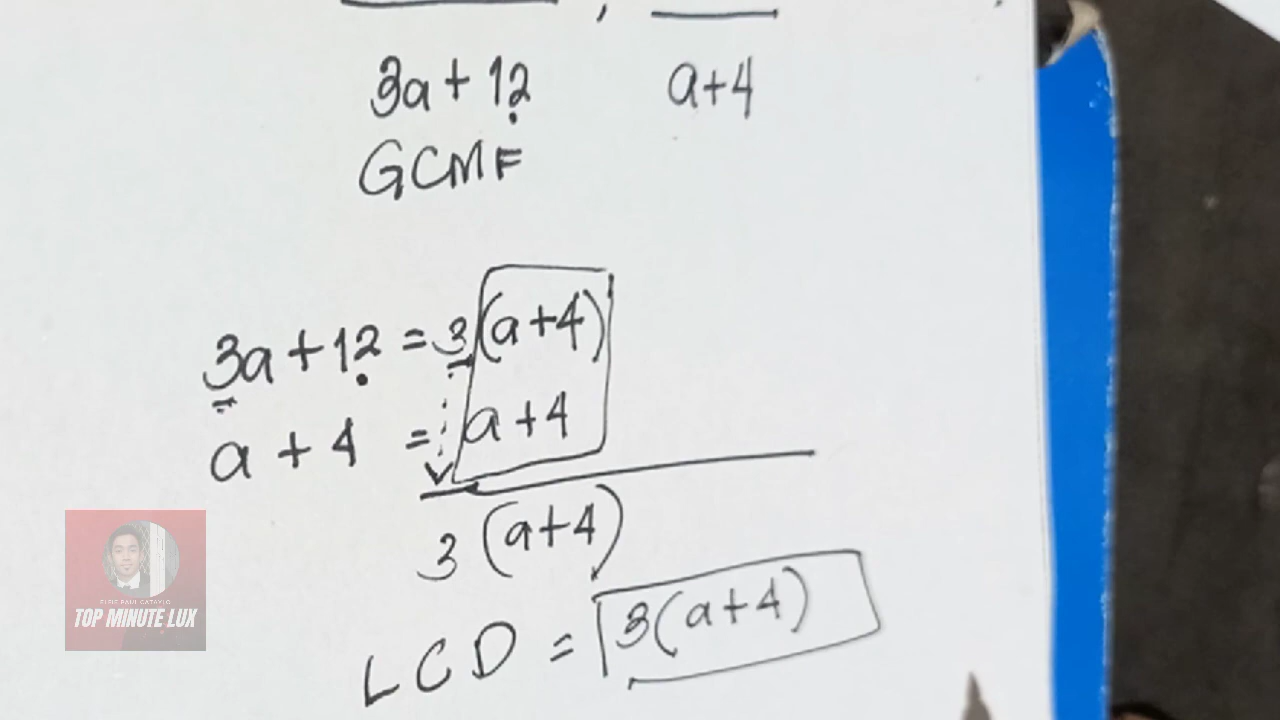 , 
3a + 12 a+4
GCMF
3a + 12 = 3(a+4)
a + 4 = a + 4
3 (a+4)
LCD = 3(a+4)
TOP MINUTE LUX